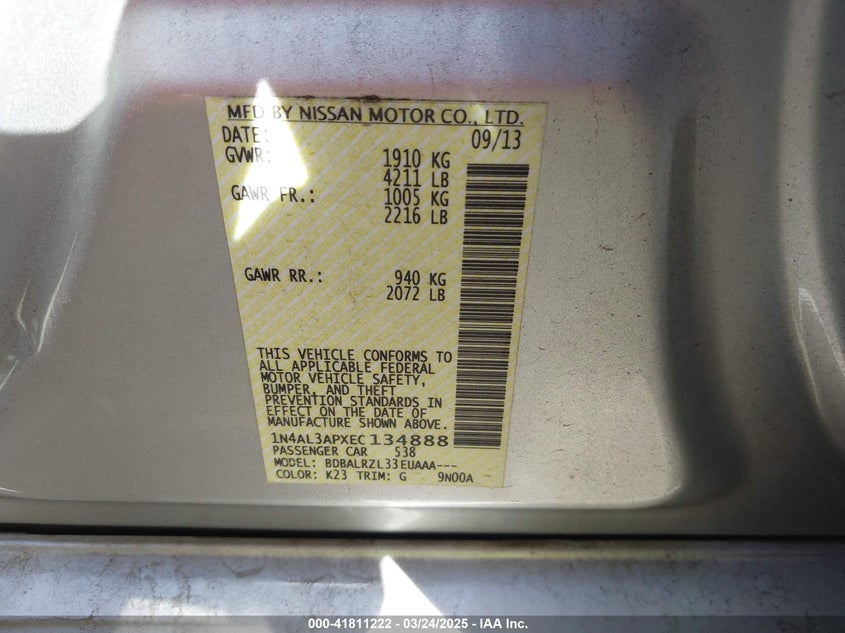 MFD BY NISSAN MOTOR CO., LTD.
DATE: 09/13
GVWR: 1910 KG
4211 LB
GAWR FR.: 1005 KG
2216 LB
GAWR RR.: 940 KG
2072 LB
THIS VEHICLE CONFORMS TO
ALL APPLICABLE FEDERAL
MOTOR VEHICLE SAFETY,
BUMPER, AND THEFT
PREVENTION STANDARDS IN
EFFECT ON THE DATE OF
MANUFACTURE SHOWN ABOVE.
1N4AL3APXEC134888
PASSENGER CAR 538
MODEL: BDBALRZL33EUAAA---
COLOR: K23 TRIM: G 9N00A
000-41811222 - 03/24/2025 - IAA Inc.